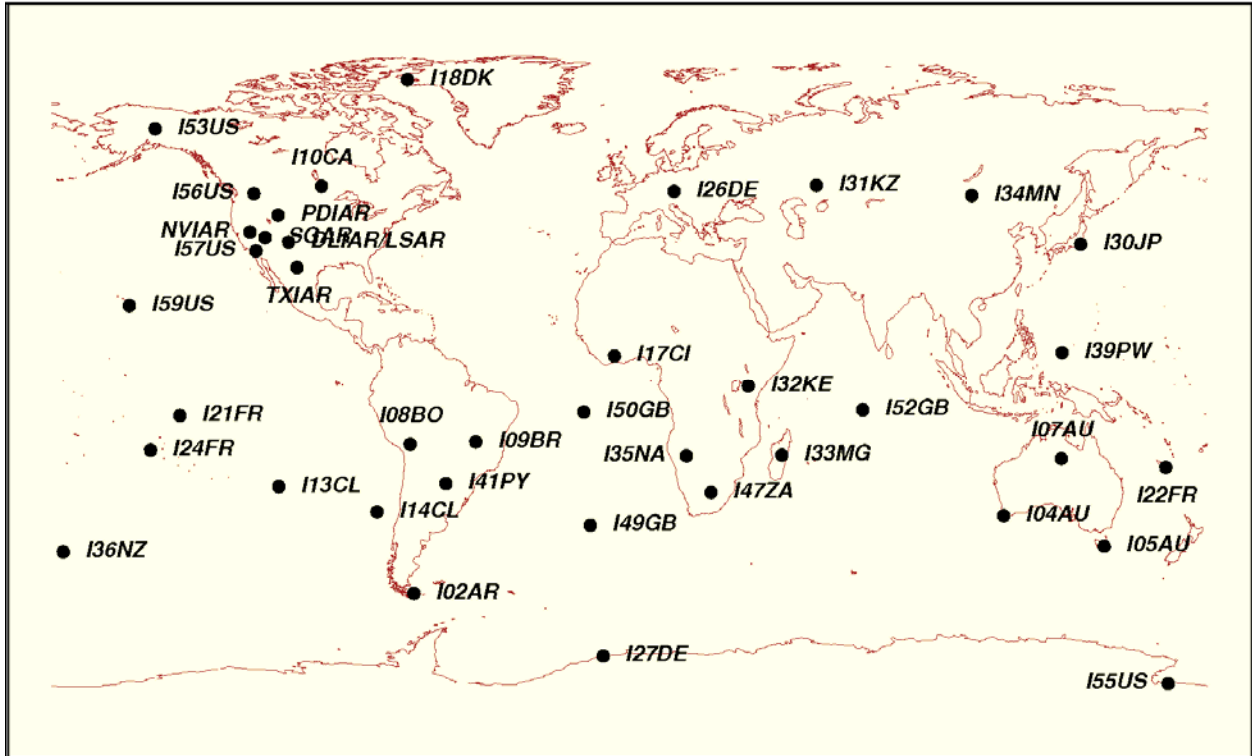 I18DK
I53US
I10CA
I56US
I26DE
I31KZ
I34MN
PDIAR
NVIAR
SGAR
DLIAR/LSAR
I57US
I30JP
TXIAR
I59US
I17CI
I39PW
I32KE
I21FR
I08BO
I50GB
I52GB
I07AU
I24FR
I09BR
I35NA
I33MG
I13CL
I41PY
I47ZA
I22FR
I14CL
I49GB
I04AU
I05AU
I36NZ
I02AR
I27DE
I55US